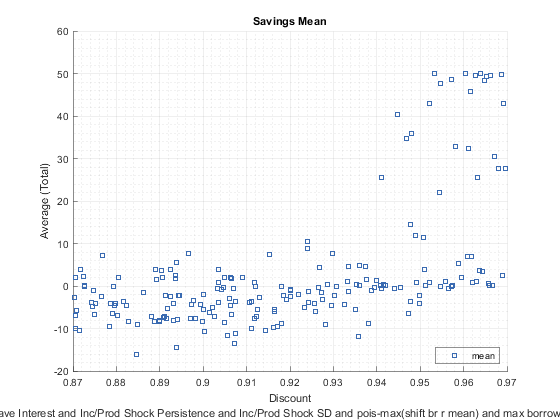 Savings Mean
60
50
40
30
20
10
0
-10
-20
Average (Total)
0.87 0.88 0.89 0.9 0.91 0.92 0.93 0.94 0.95 0.96 0.97
mean
Discount
ave Interest and Inc/Prod Shock Persistence and Inc/Prod Shock SD and pois-max(shift br r mean) and max borrow